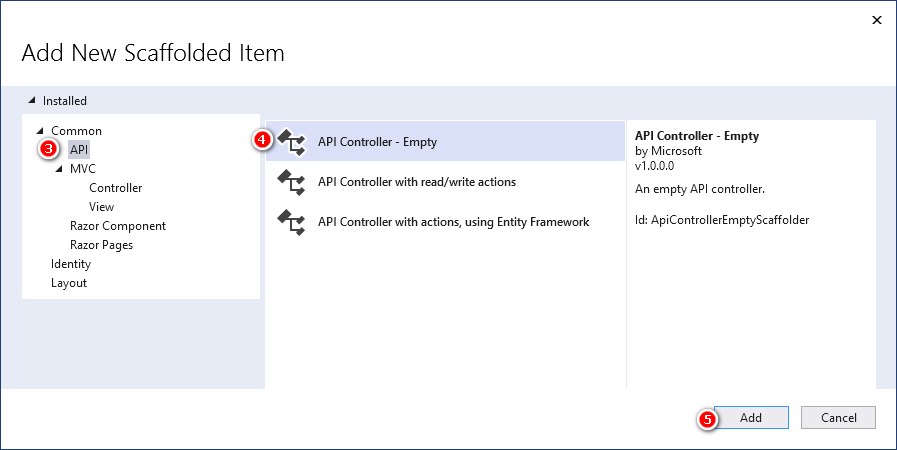 Add New Scaffolded Item
Installed
Common
3
API
MVC
Controller
View
Razor Component
Razor Pages
Identity
Layout
4
API Controller - Empty
API Controller with read/write actions
API Controller with actions, using Entity Framework
API Controller - Empty
by Microsoft
v1.0.0.0
An empty API controller.
Id: ApiControllerEmptyScaffolder
5
Add
Cancel